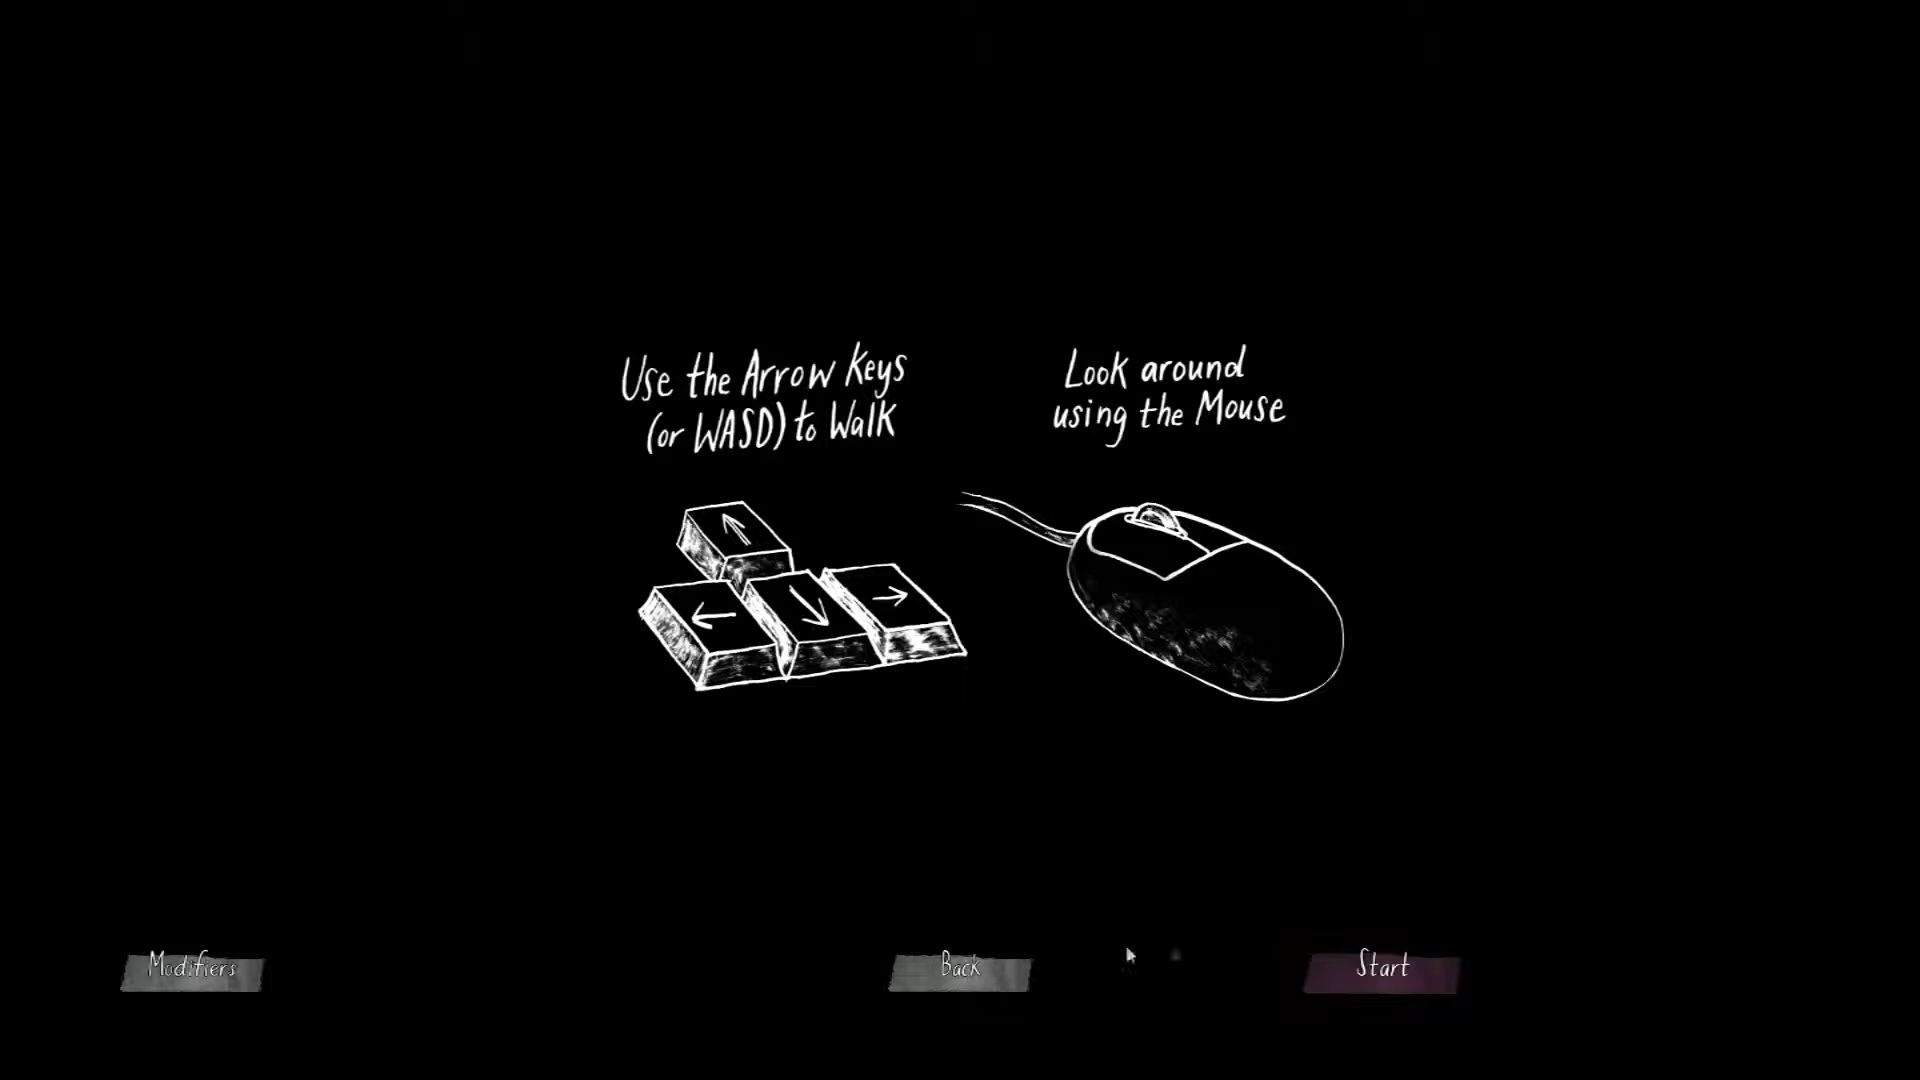 Use the Arrow Keys
(or WASD) to Walk
Look around
using the Mouse
Modifiers
Back
Start